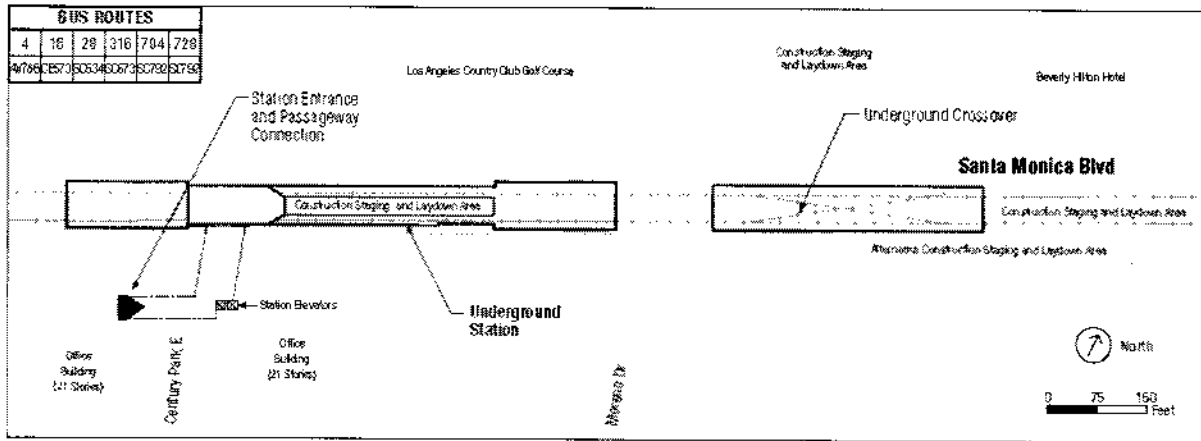 BUS ROUTES
4 16 28 316 704 728
Los Angeles Country Club Golf Course
Construction Staging
and Laydown Area
Beverly Hilton Hotel
Station Entrance
and Passageway
Connection
Underground Crossover
Santa Monica Blvd
Construction Staging and Laydown Area
Construction Staging and Laydown Area
Alternative Construction Staging and Laydown Area
Station Elevators
Underground
Station
Office
Building
(21 Stories)
Century Park E
Office
Building
(21 Stories)
Moreno Dr
North
0 75 150
Feet